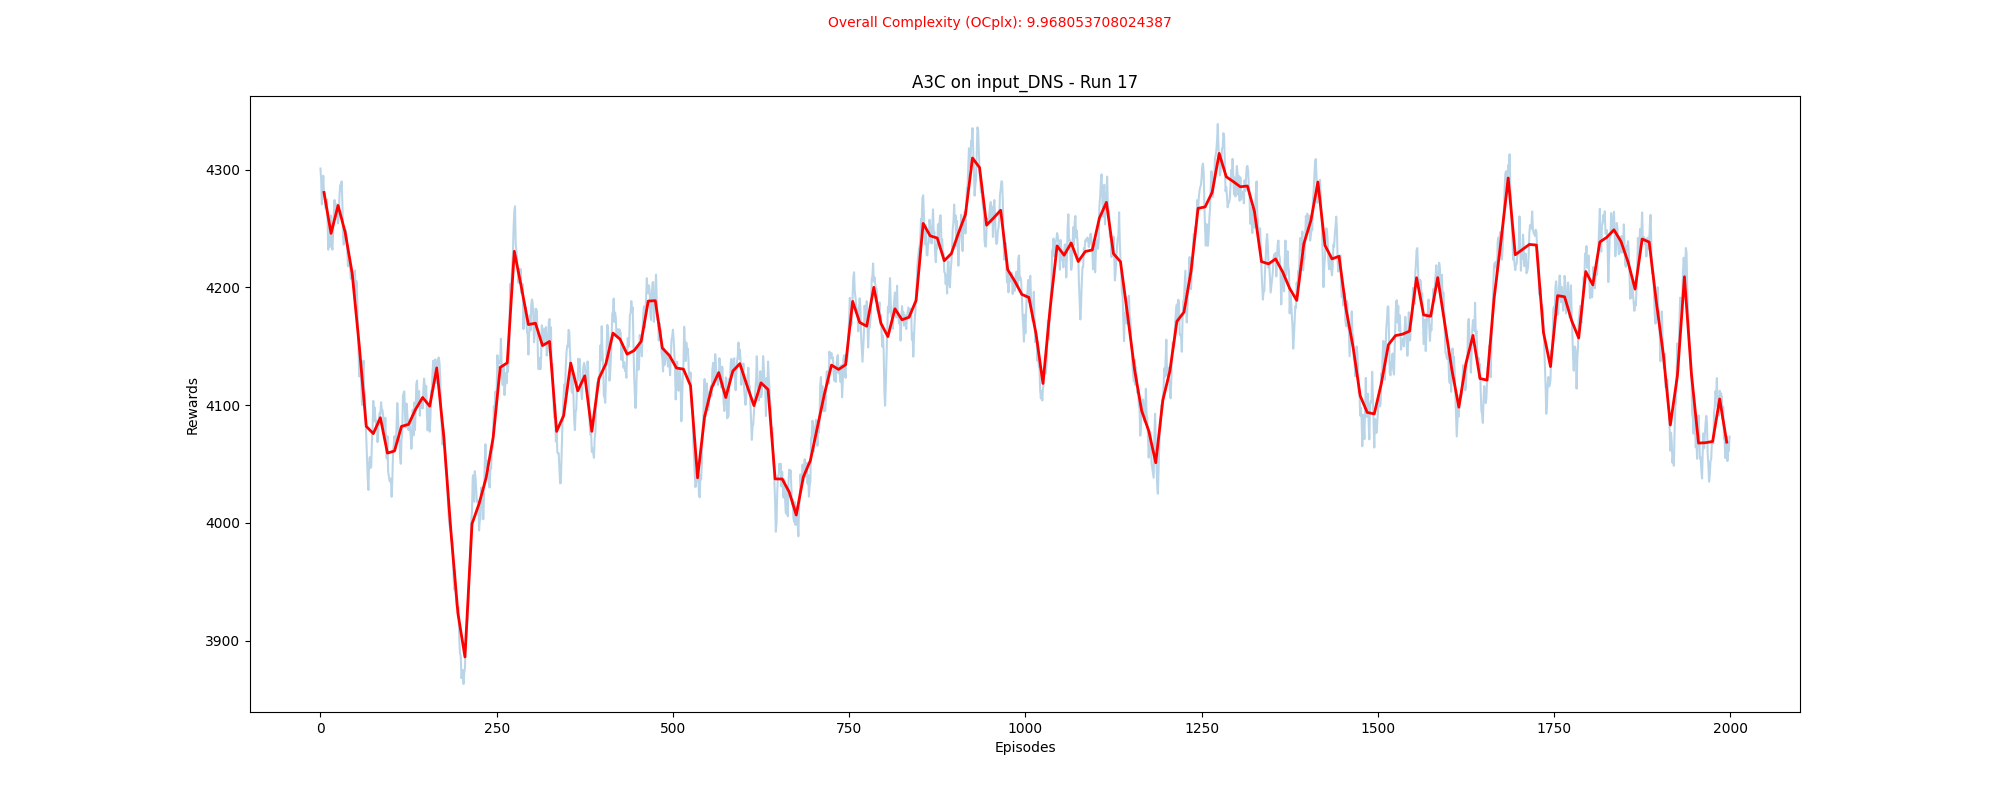 Overall Complexity (OCplx): 9.968053708024387
A3C on input_DNS - Run 17
Rewards
4300
4200
4100
4000
3900
0 250 500 750 1000 1250 1500 1750 2000
Episodes